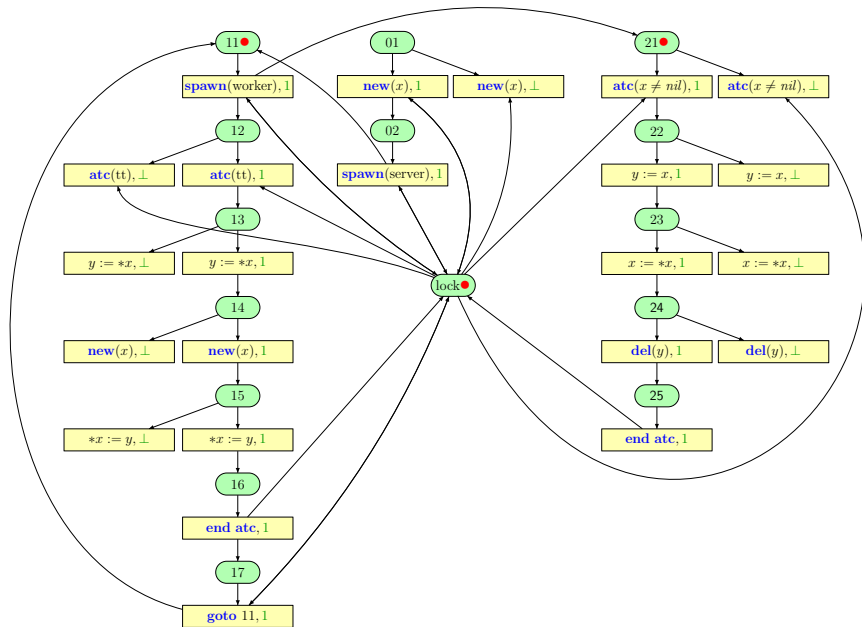 11 01 21
spawn(worker), 1 new(x), 1 new(x), ⊥ atc(x ≠ nil), 1 atc(x ≠ nil), ⊥
12 02 22
atc(tt), ⊥ atc(tt), 1 spawn(server), 1 y := x, 1 y := x, ⊥
13 23
y := *x, ⊥ y := *x, 1 x := *x, 1 x := *x, ⊥
lock
14 24
new(x), ⊥ new(x), 1 del(y), 1 del(y), ⊥
15 25
*x := y, ⊥ *x := y, 1 end atc, 1
16
end atc, 1
17
goto 11, 1